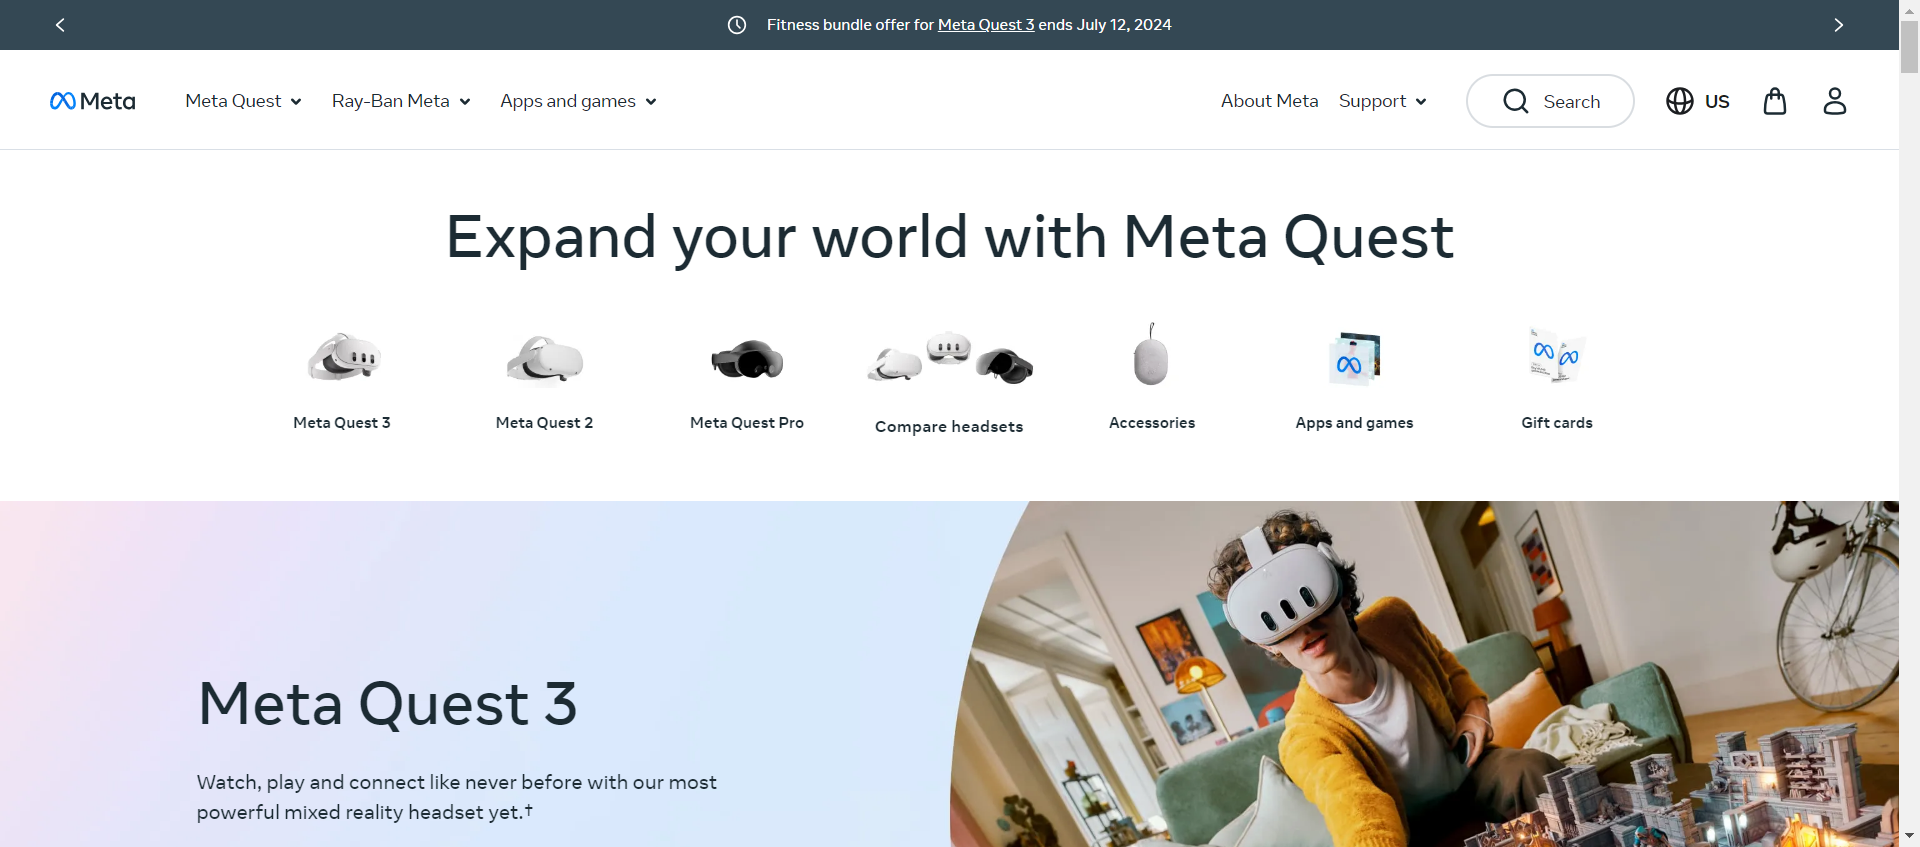 Fitness bundle offer for Meta Quest 3 ends July 12, 2024
Meta
Meta Quest
Ray-Ban Meta
Apps and games
About Meta
Support
Search
US
Expand your world with Meta Quest
Meta Quest 3
Meta Quest 2
Meta Quest Pro
Compare headsets
Accessories
Apps and games
Gift cards
Meta Quest 3
Watch, play and connect like never before with our most
powerful mixed reality headset yet.†